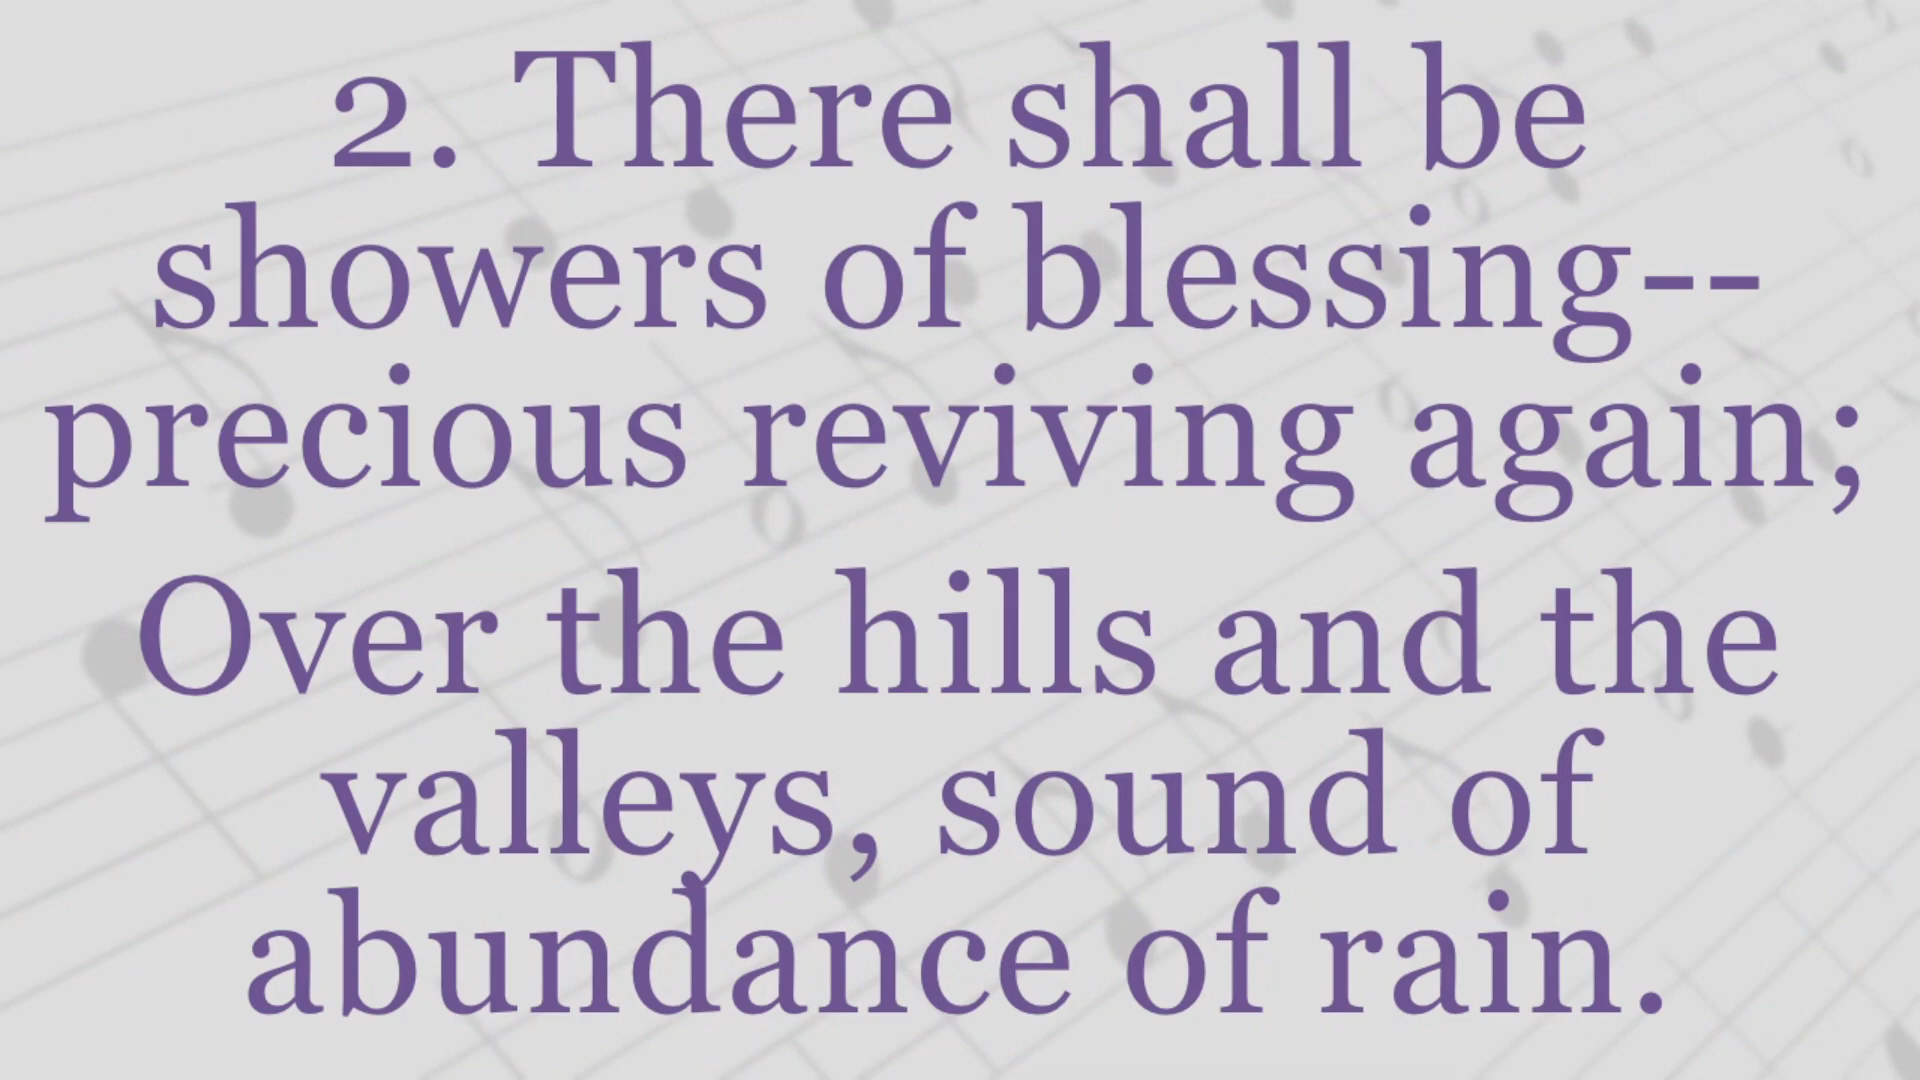 2. There shall be
showers of blessing--
precious reviving again;
Over the hills and the
valleys, sound of
abundance of rain.